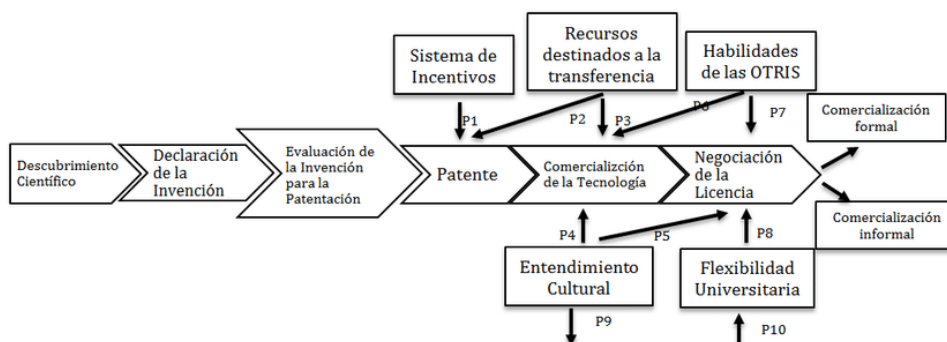 Sistema de
Incentivos
Recursos
destinados a la
transferencia
Habilidades
de las OTRIS
P1
P2
P3
P6
P7
Comercialización
formal
Descubrimiento
Científico
Declaración
de la
Invención
Evaluación de
la Invención
para la
Patentación
Patente
Comercializción
de la Tecnología
Negociación
de la
Licencia
Comercialización
informal
P4
P5
P8
Entendimiento
Cultural
Flexibilidad
Universitaria
P9
P10